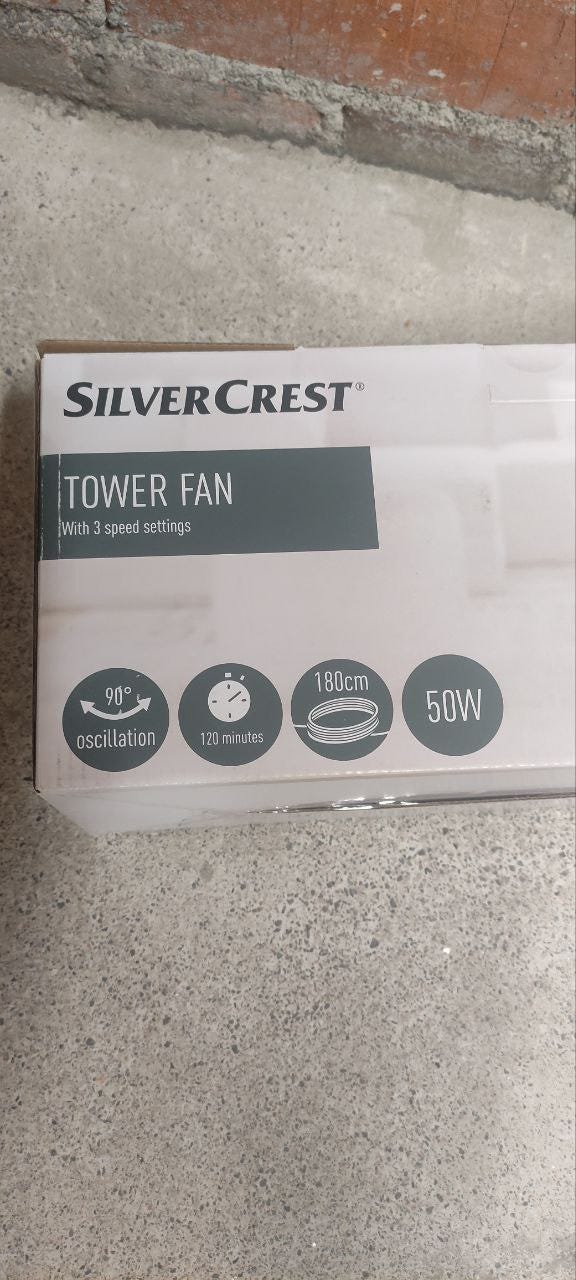 SILVERCREST®
TOWER FAN
With 3 speed settings
90°
oscillation
120 minutes
180cm
50W